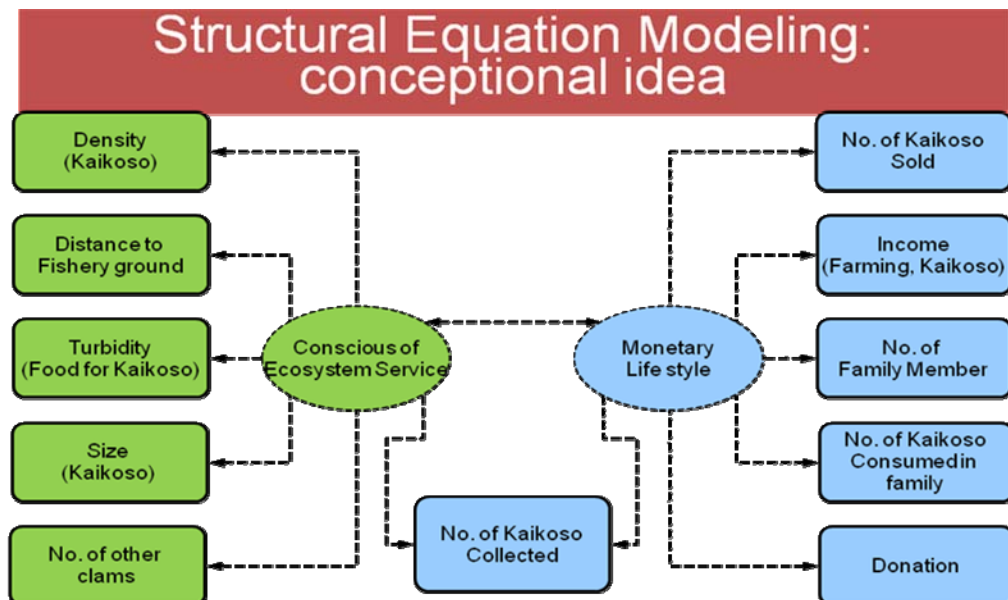 Structural Equation Modeling:
conceptional idea
Density
(Kaikoso)
Distance to
Fishery ground
Turbidity
(Food for Kaikoso)
Size
(Kaikoso)
No. of other
clams
Conscious of
Ecosystem Service
No. of Kaikoso
Collected
Monetary
Life style
No. of Kaikoso
Sold
Income
(Farming, Kaikoso)
No. of
Family Member
No. of Kaikoso
Consumed in
family
Donation